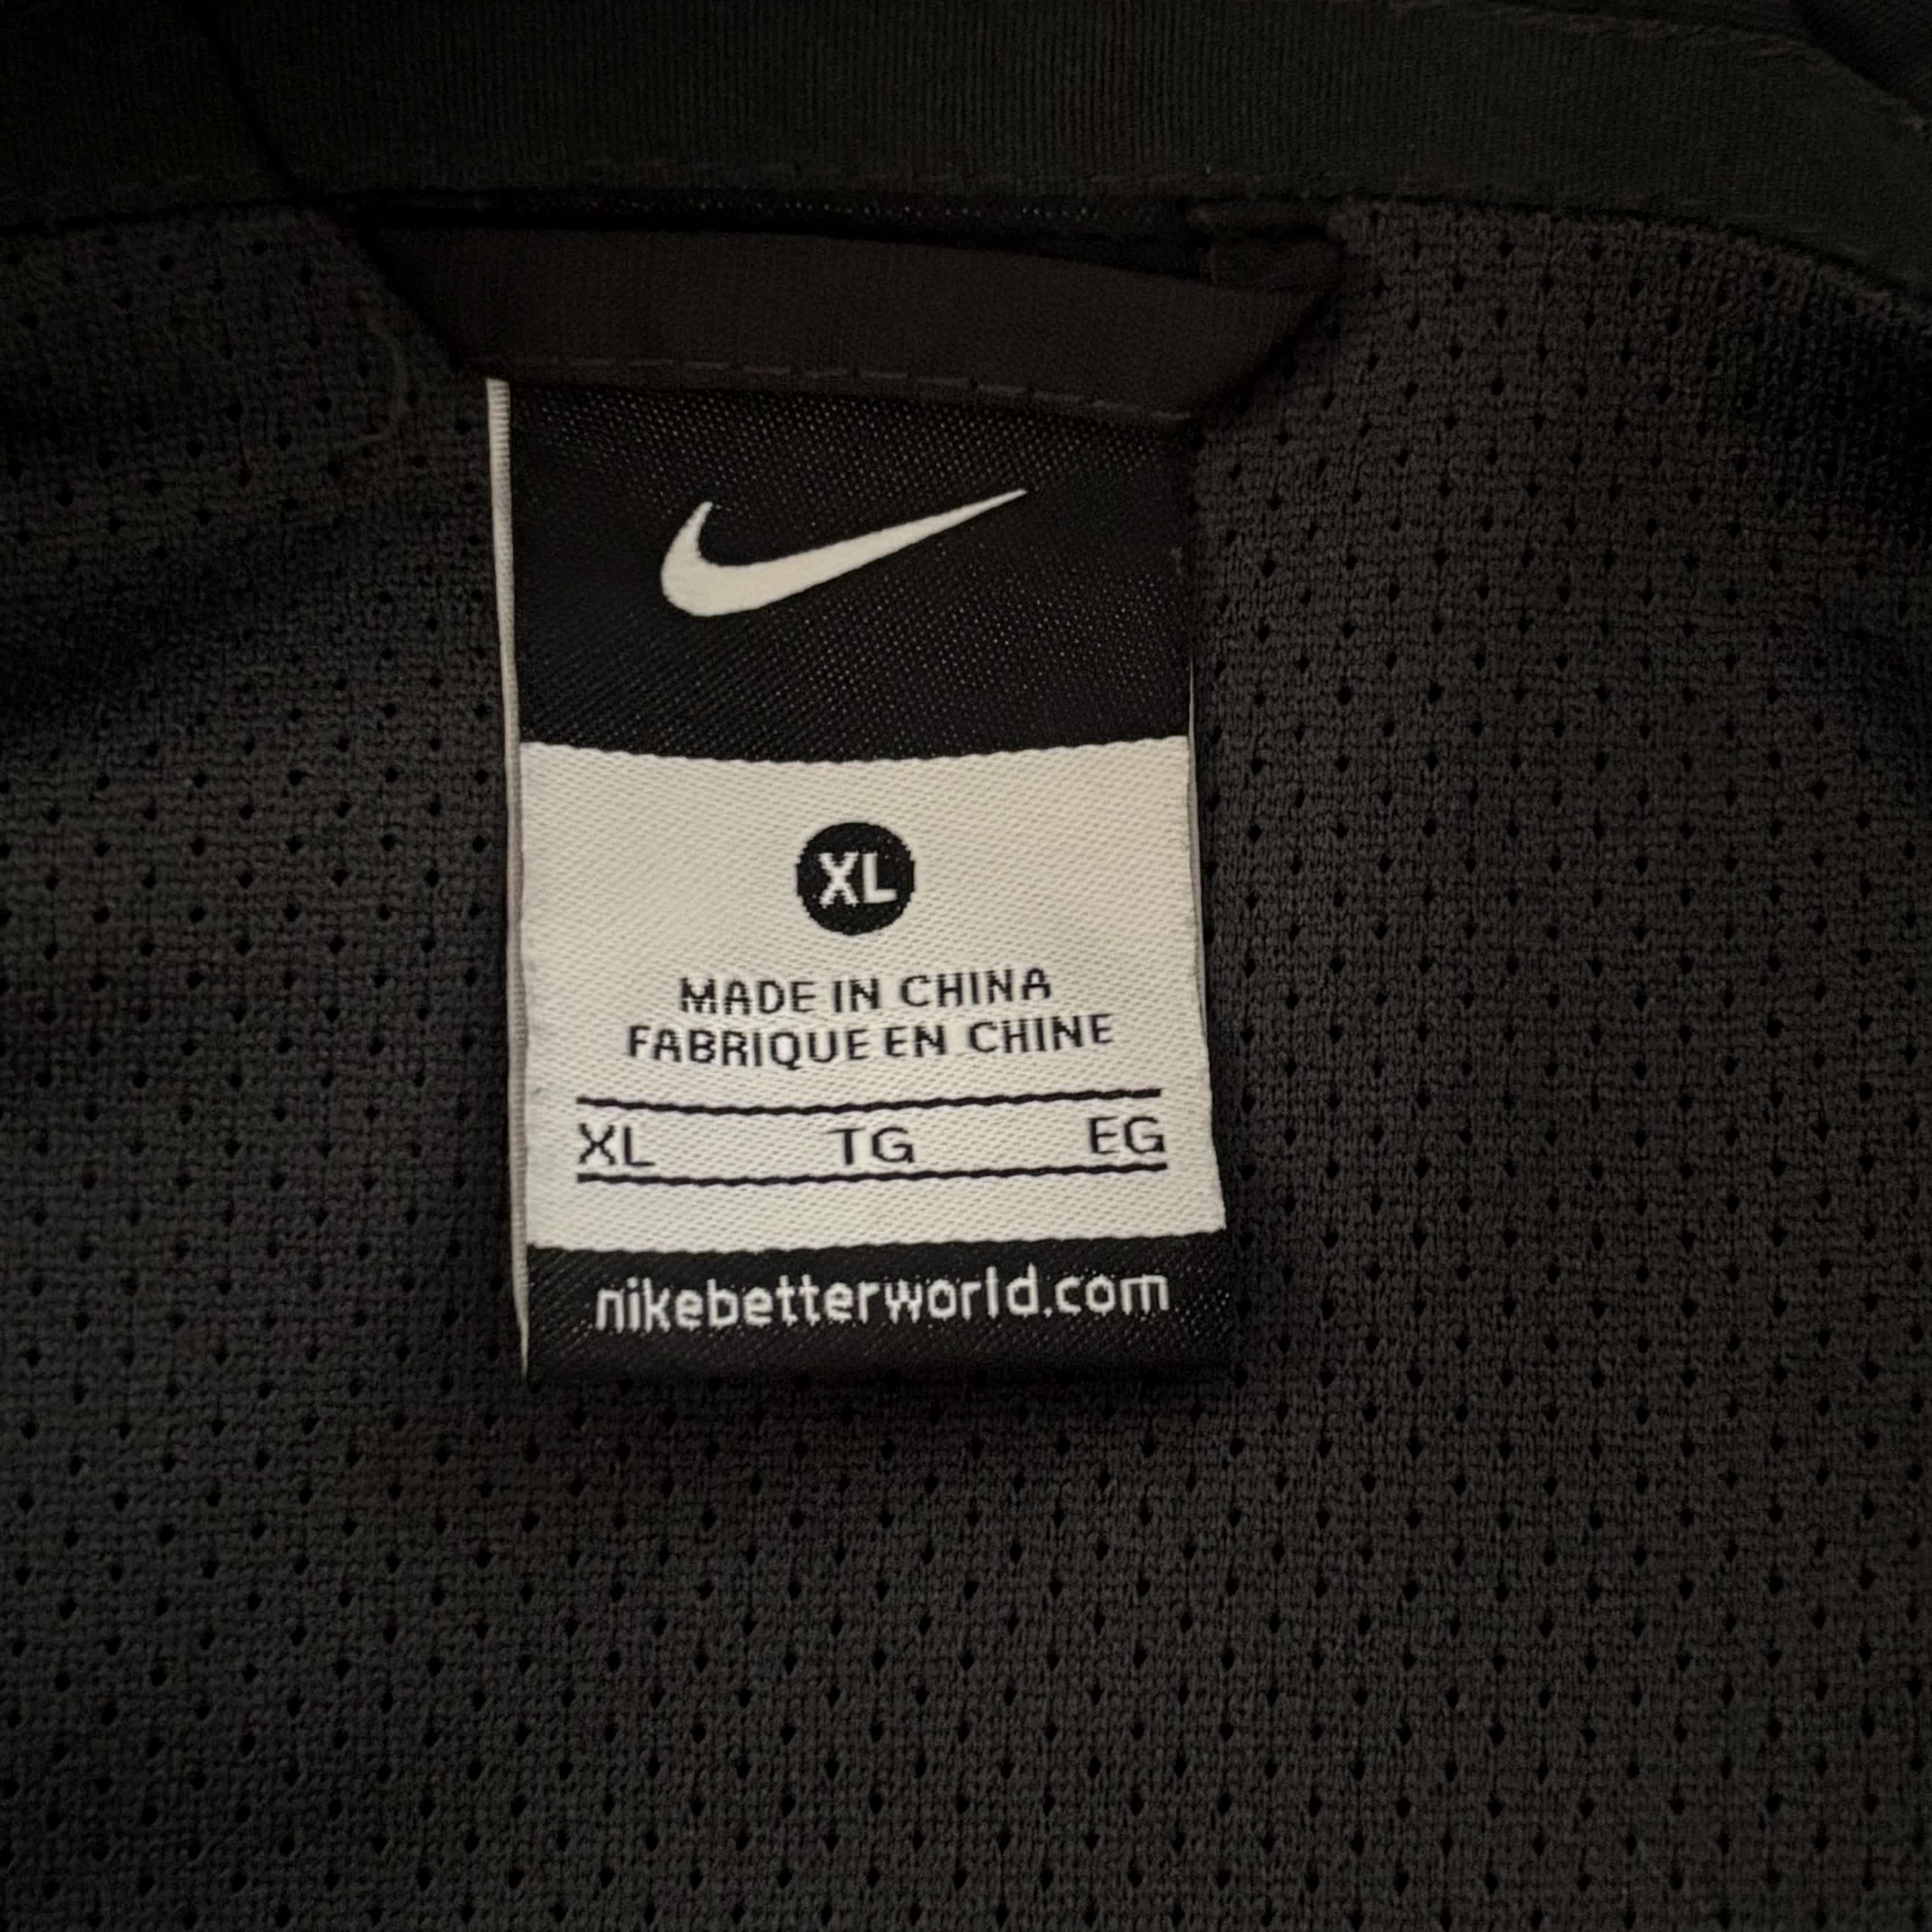 XL
MADE IN CHINA
FABRIQUE EN CHINE
XL TG EG
nikebetterworld.com